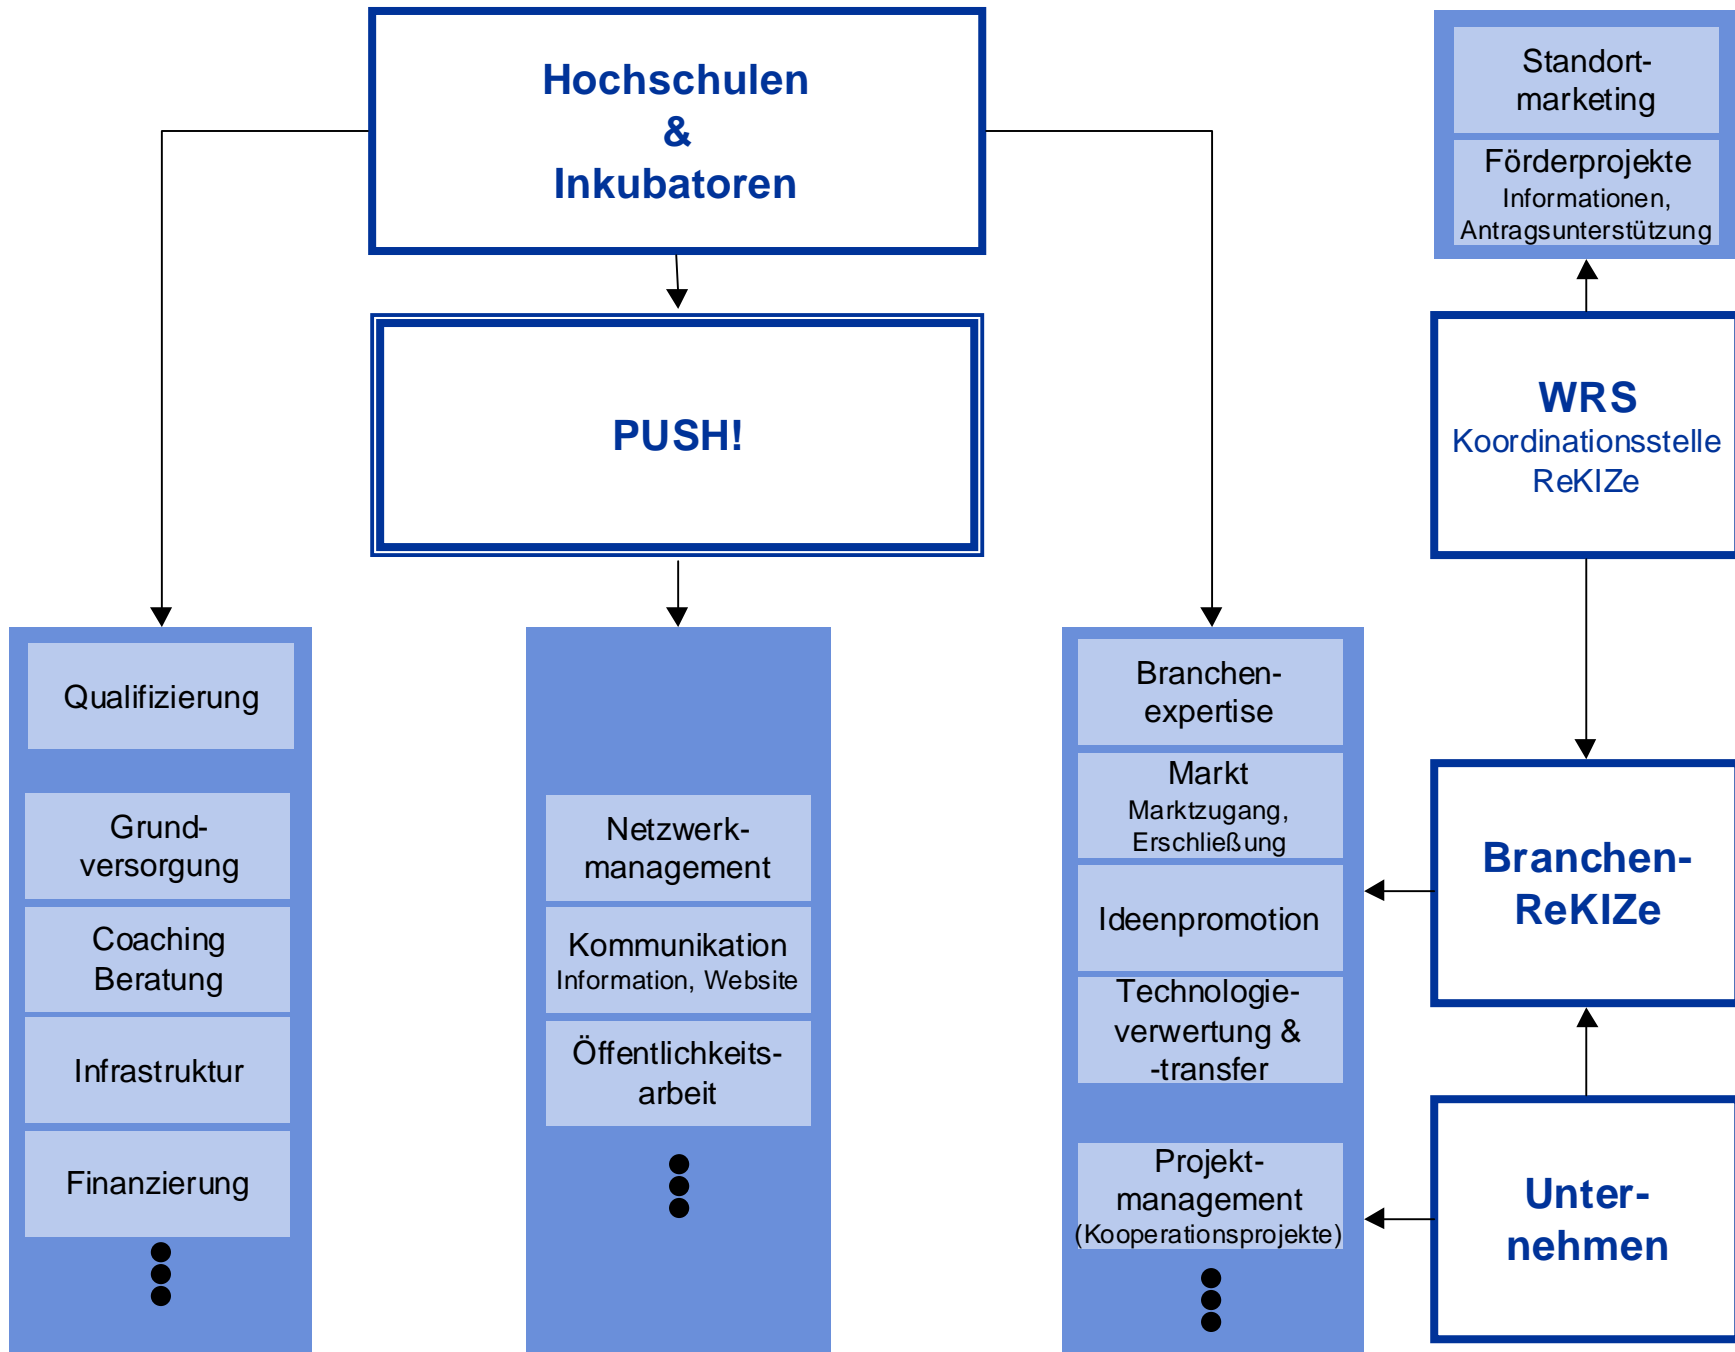 Hochschulen
&
Inkubatoren
PUSH!
Standort-
marketing
Förderprojekte
Informationen,
Antragsunterstützung
WRS
Koordinationsstelle
ReKIZe
Qualifizierung
Grund-
versorgung
Coaching
Beratung
Infrastruktur
Finanzierung
Netzwerk-
management
Kommunikation
Information, Website
Öffentlichkeits-
arbeit
Branchen-
expertise
Markt
Marktzugang,
Erschließung
Ideenpromotion
Technologie-
verwertung &
-transfer
Projekt-
management
(Kooperationsprojekte)
Branchen-
ReKIZe
Unter-
nehmen